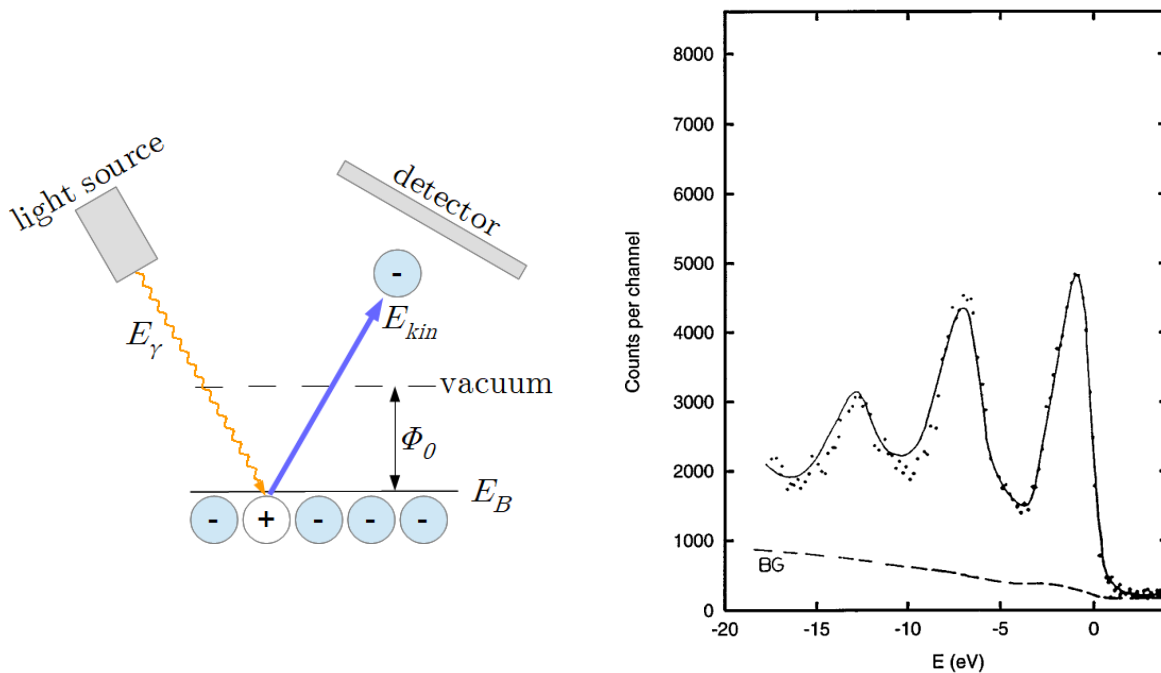 light source
detector
-
E_kin
E_γ
vacuum
Φ_0
E_B
- + - - -
8000
7000
6000
5000
4000
3000
2000
1000
0
Counts per channel
BG
-20 -15 -10 -5 0
E (eV)